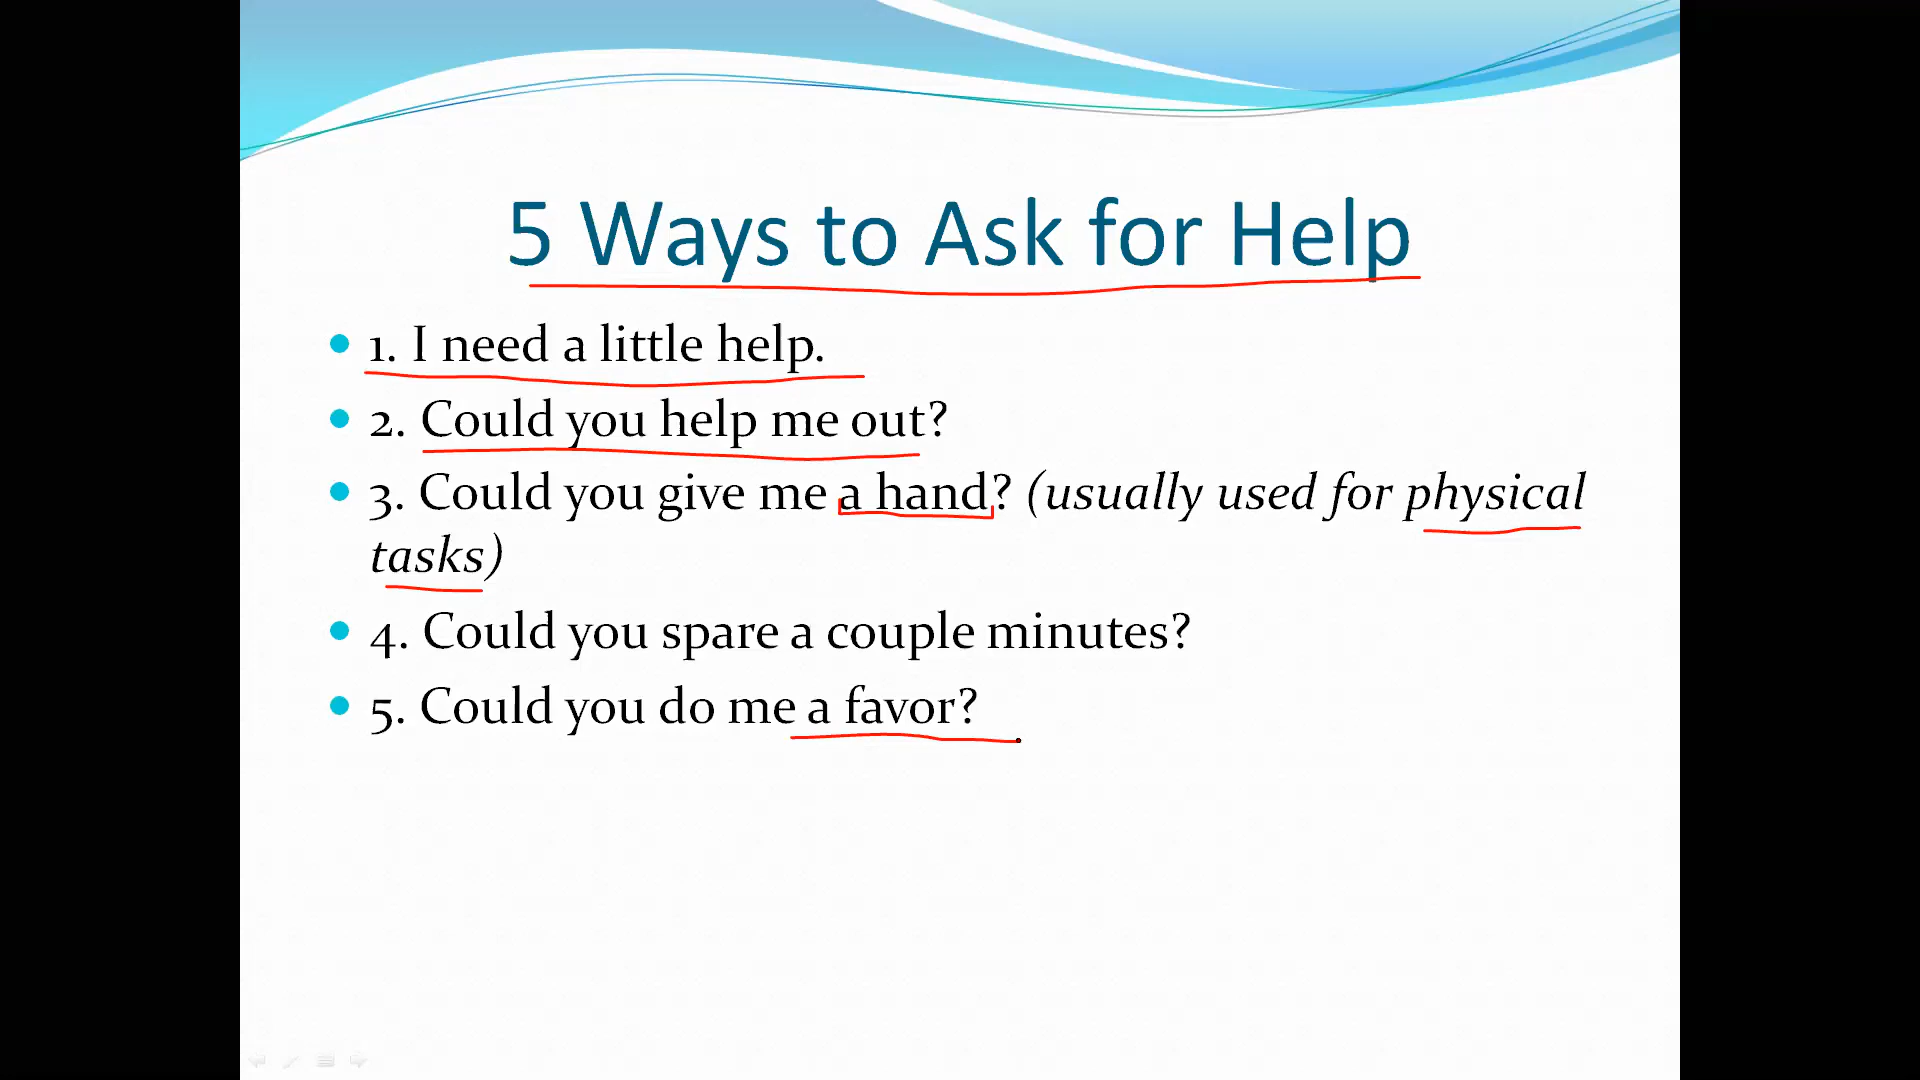 5 Ways to Ask for Help
1. I need a little help.
2. Could you help me out?
3. Could you give me a hand? (usually used for physical
tasks)
4. Could you spare a couple minutes?
5. Could you do me a favor?